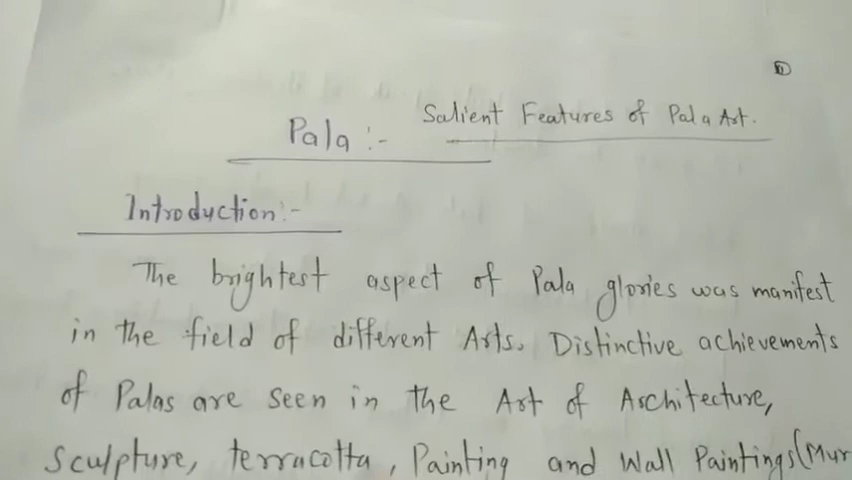 ①
Salient Features of Pala Art.
Pala :-
Introduction :-
The brightest aspect of Pala glories was manifest
in the field of different Arts. Distinctive achievements
of Palas are seen in the Art of Architecture,
Sculpture, terracotta, Painting and Wall Paintings(Mur